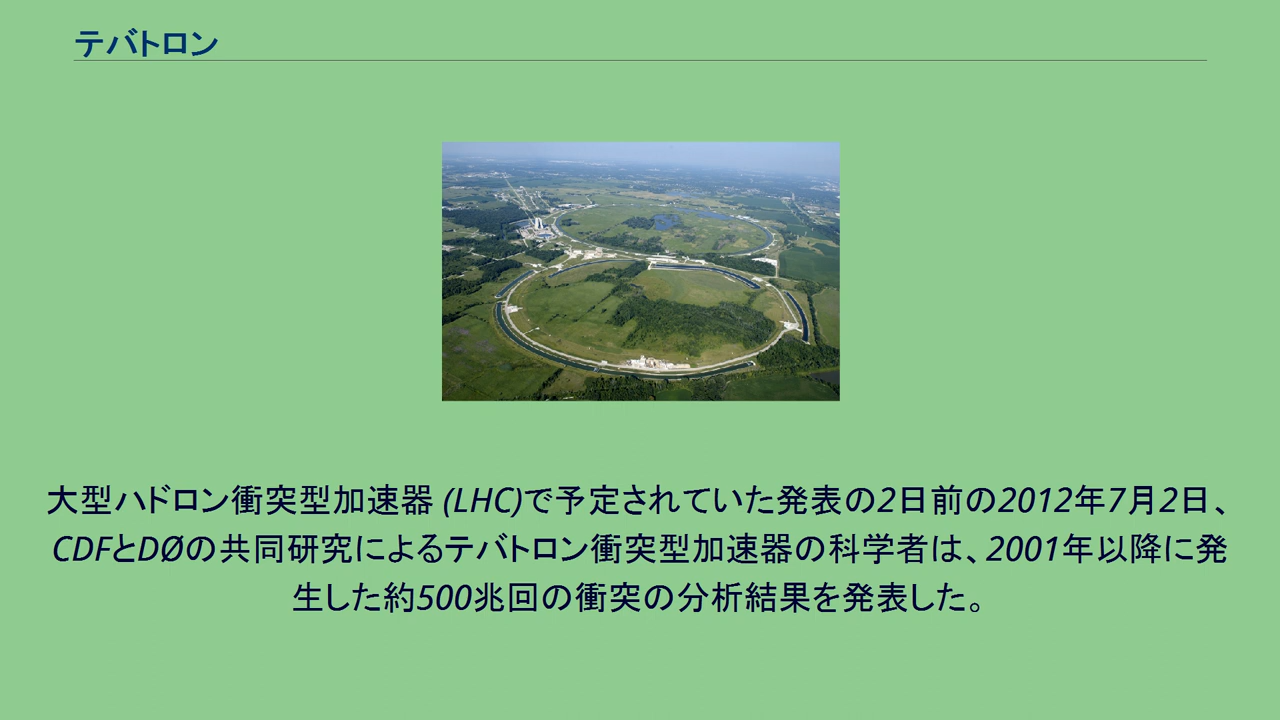 テバトロン
大型ハドロン衝突型加速器 (LHC)で予定されていた発表の2日前の2012年7月2日、
CDFとDØの共同研究によるテバトロン衝突型加速器の科学者は、2001年以降に発
生した約500兆回の衝突の分析結果を発表した。